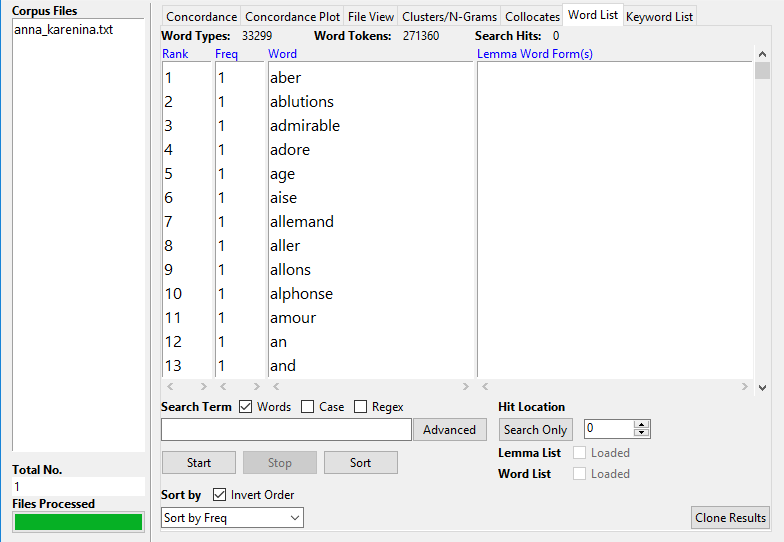 Corpus Files
anna_karenina.txt
Concordance Concordance Plot File View Clusters/N-Grams Collocates Word List Keyword List
Word Types: 33299 Word Tokens: 271360 Search Hits: 0
Rank Freq Word Lemma Word Form(s)
1 1 aber
2 1 ablutions
3 1 admirable
4 1 adore
5 1 age
6 1 aise
7 1 allemand
8 1 aller
9 1 allons
10 1 alphonse
11 1 amour
12 1 an
13 1 and
Search Term Words Case Regex Hit Location
Advanced Search Only 0
Start Stop Sort Lemma List Loaded
Word List Loaded
Total No.
1
Files Processed
Sort by Invert Order
Sort by Freq Clone Results